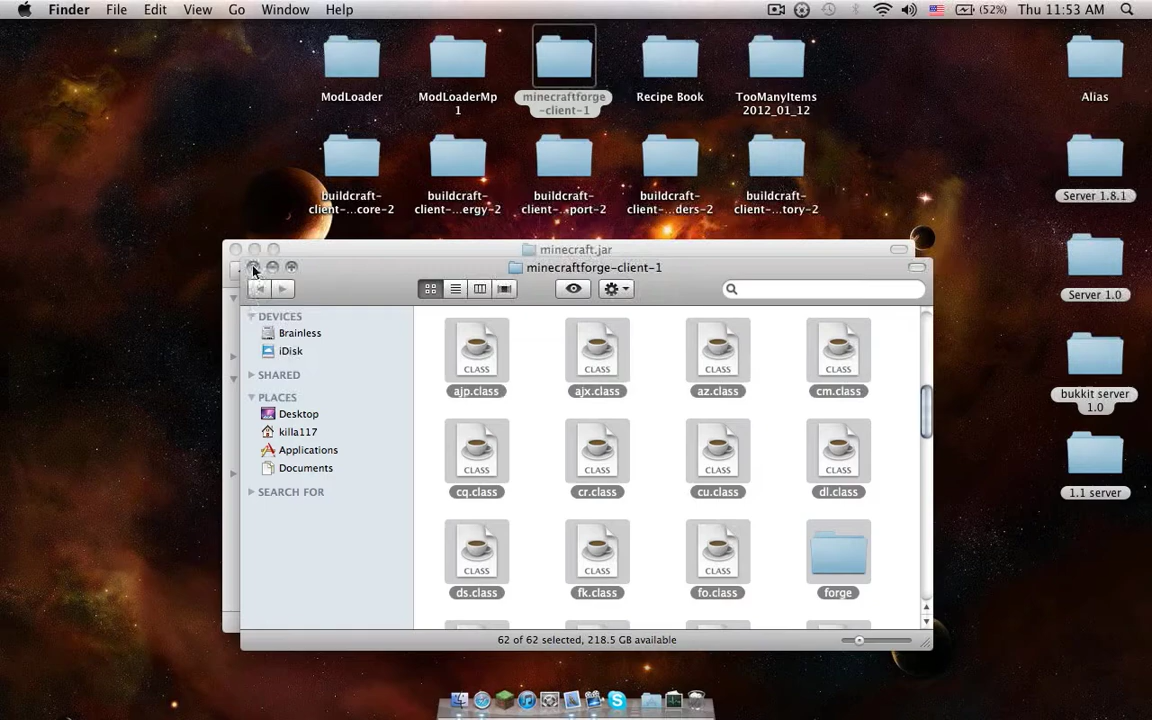 Finder File Edit View Go Window Help
(52%) Thu 11:53 AM
ModLoader
ModLoaderMp
1
minecraftforge
-client-1
Recipe Book
TooManyItems
2012_01_12
Alias
buildcraft-
client-...core-2
buildcraft-
client-...ergy-2
buildcraft-
client-...port-2
buildcraft-
client-...ders-2
buildcraft-
client-...tory-2
Server 1.8.1
Server 1.0
bukkit server
1.0
1.1 server
minecraft.jar
minecraftforge-client-1
DEVICES
Brainless
iDisk
SHARED
PLACES
Desktop
killa117
Applications
Documents
SEARCH FOR
CLASS CLASS CLASS CLASS
ajp.class ajx.class az.class cm.class
CLASS CLASS CLASS CLASS
cq.class cr.class cu.class dl.class
CLASS CLASS CLASS
ds.class fk.class fo.class forge
62 of 62 selected, 218.5 GB available